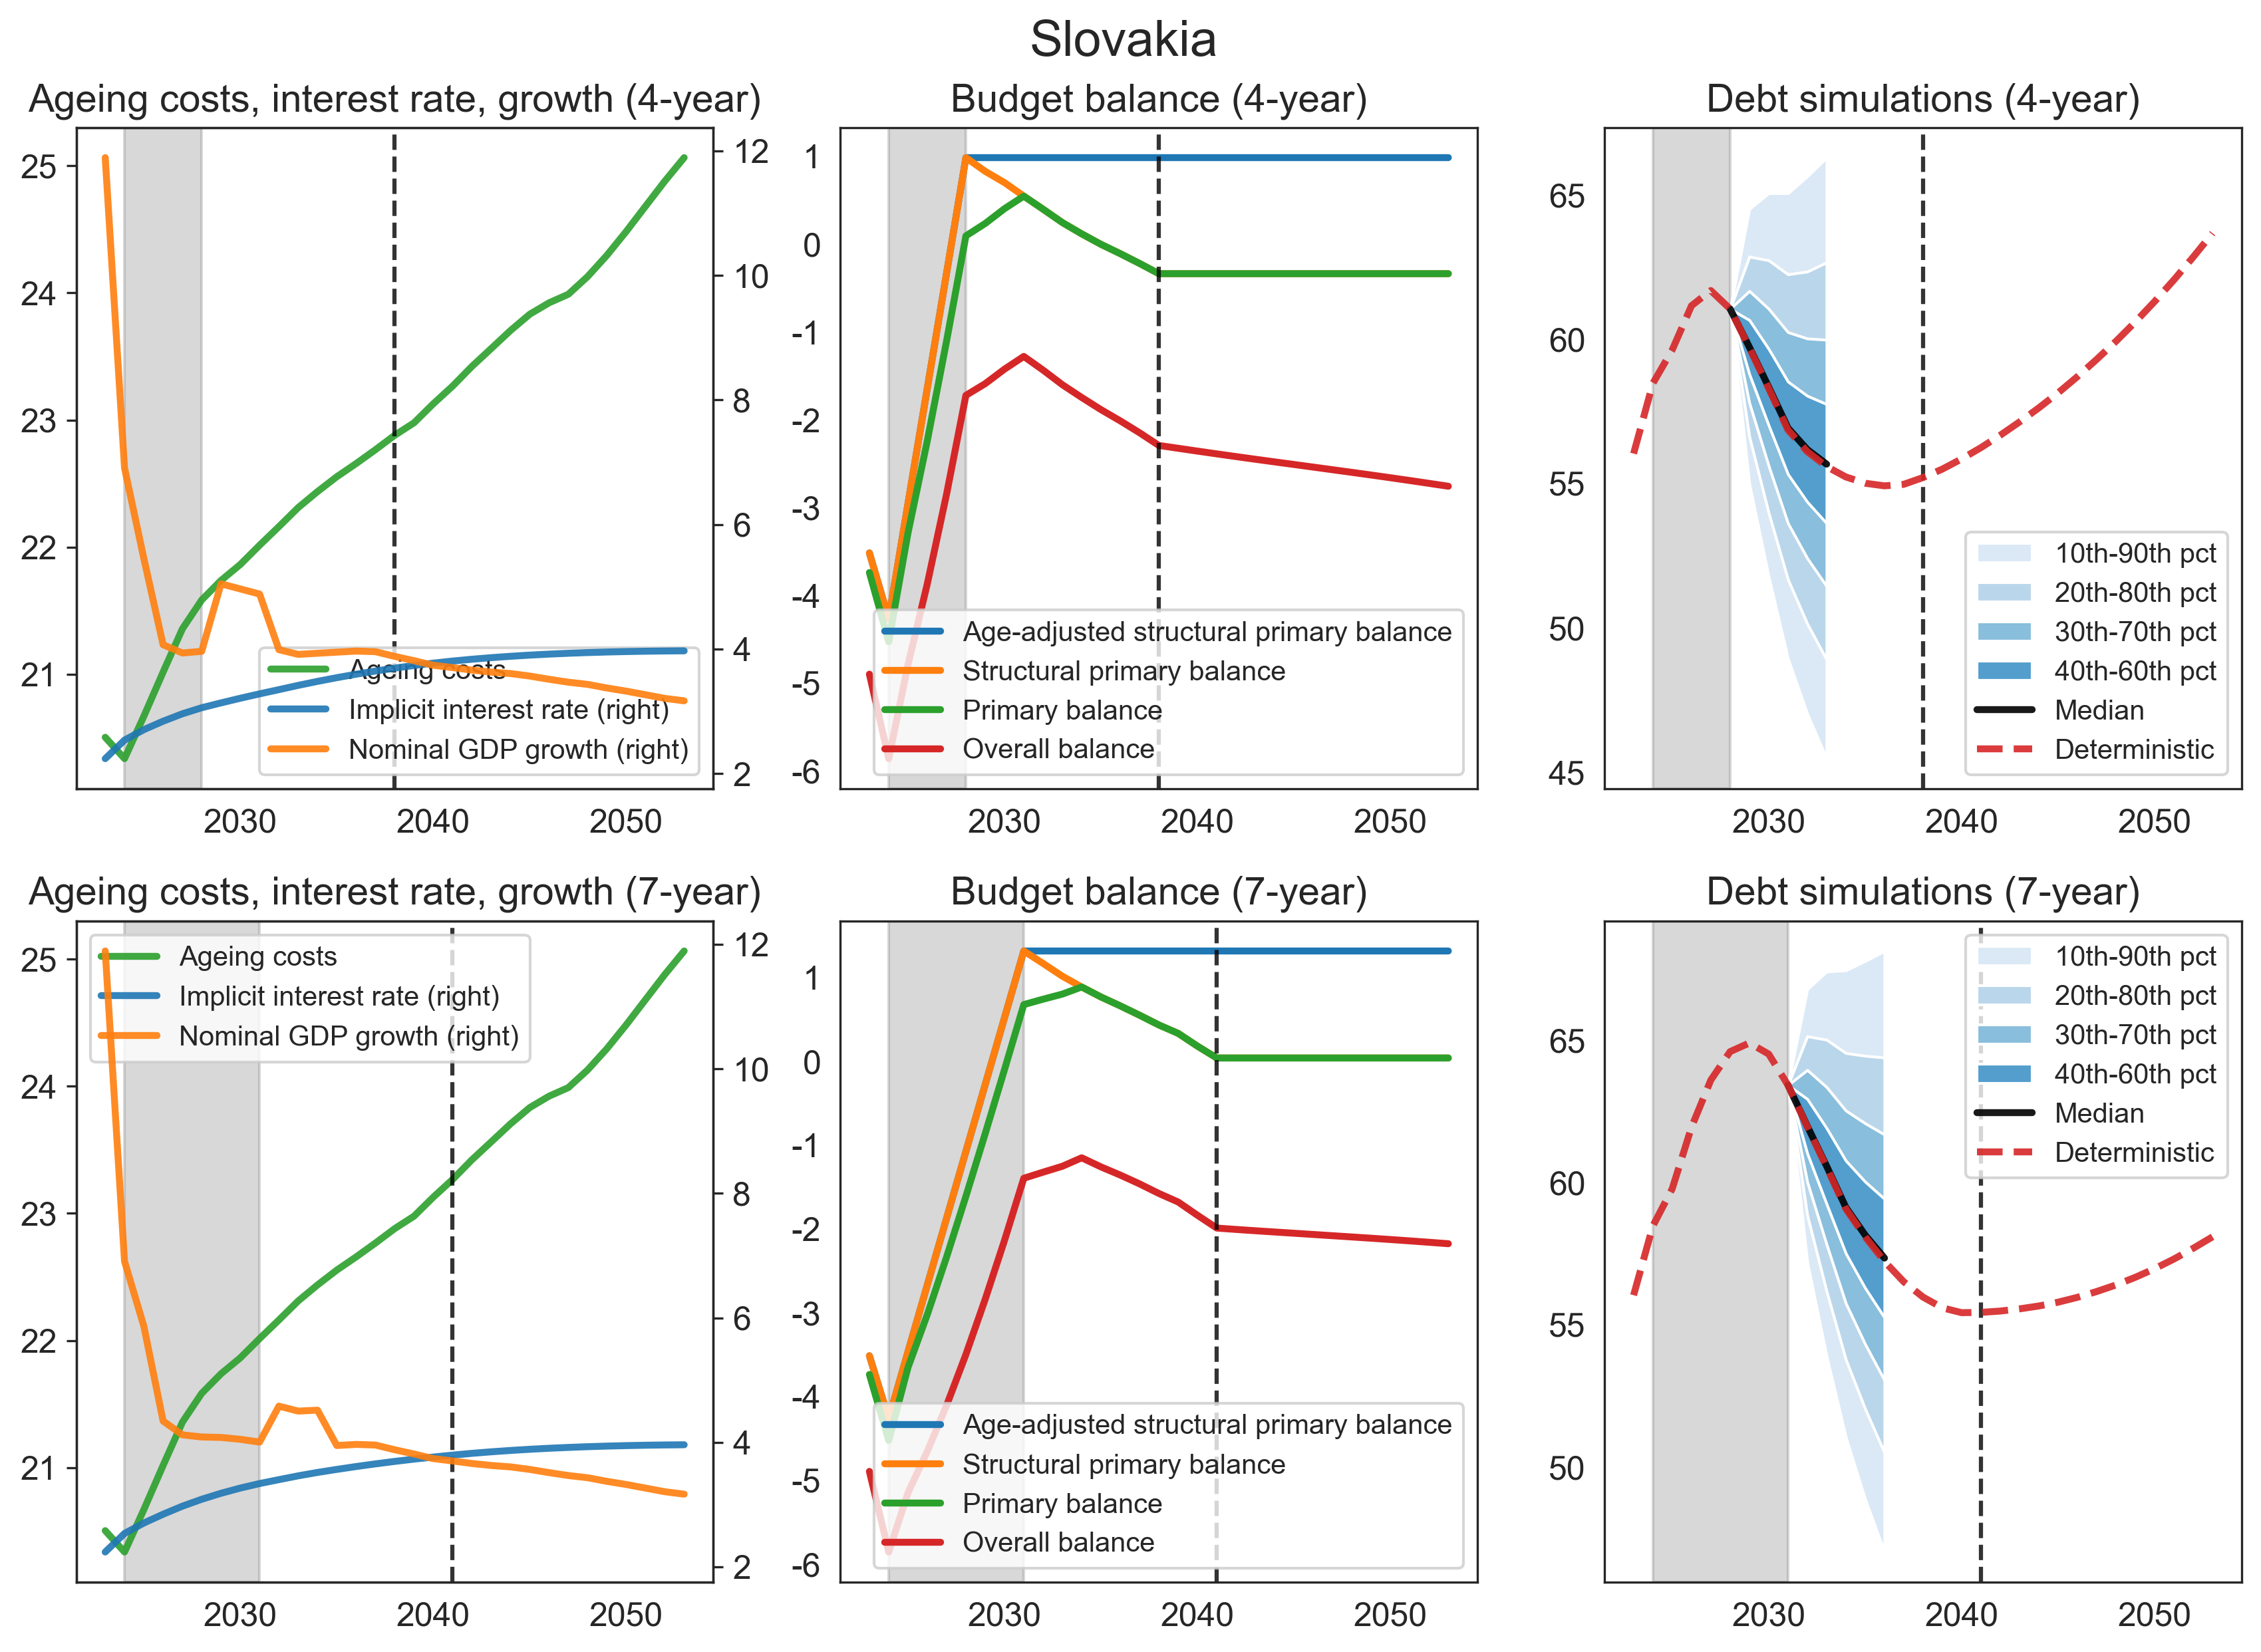 Slovakia
Ageing costs, interest rate, growth (4-year)
25
24
23
22
21
12
10
8
6
4
2
2030
2040
2050
Ageing costs
Implicit interest rate (right)
Nominal GDP growth (right)
Budget balance (4-year)
1
0
-1
-2
-3
-4
-5
-6
2030
2040
2050
Age-adjusted structural primary balance
Structural primary balance
Primary balance
Overall balance
Debt simulations (4-year)
65
60
55
50
45
2030
2040
2050
10th-90th pct
20th-80th pct
30th-70th pct
40th-60th pct
Median
Deterministic
Ageing costs, interest rate, growth (7-year)
25
24
23
22
21
12
10
8
6
4
2
2030
2040
2050
Ageing costs
Implicit interest rate (right)
Nominal GDP growth (right)
Budget balance (7-year)
1
0
-1
-2
-3
-4
-5
-6
2030
2040
2050
Age-adjusted structural primary balance
Structural primary balance
Primary balance
Overall balance
Debt simulations (7-year)
65
60
55
50
2030
2040
2050
10th-90th pct
20th-80th pct
30th-70th pct
40th-60th pct
Median
Deterministic